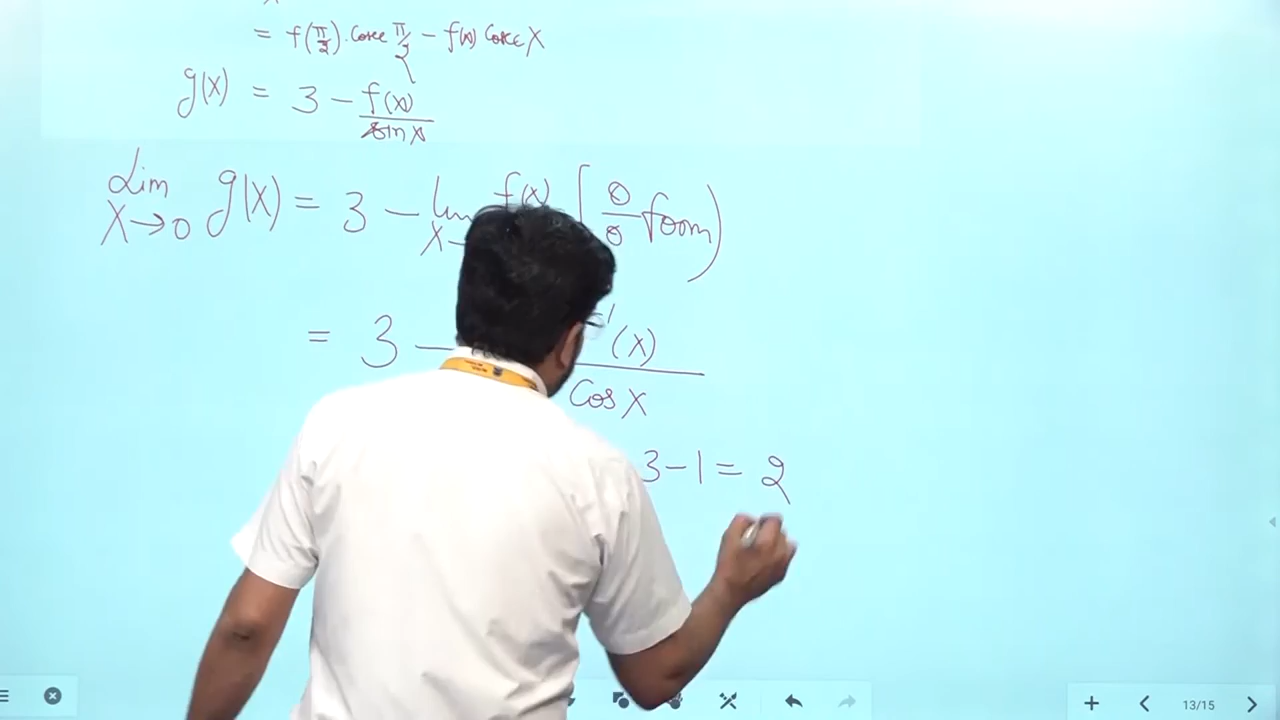 = f(π/2). Cosec π/2 − f(x) Cosec x
g(x) = 3 − f(x)/sin x
Lim x→0 g(x) = 3 − lim x→ f(x) [0/0 form)
= 3 − '(x)/Cos x
3 − 1 = 2
13/15